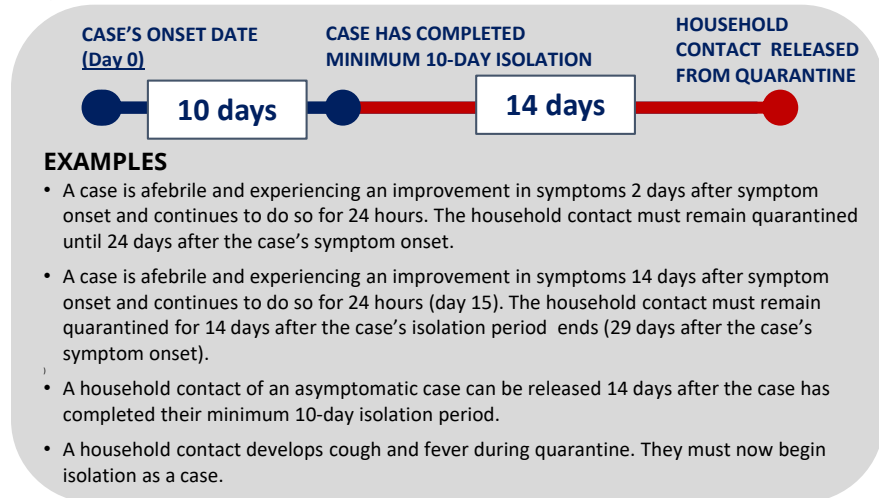 CASE'S ONSET DATE
(Day 0)
CASE HAS COMPLETED
MINIMUM 10-DAY ISOLATION
HOUSEHOLD
CONTACT RELEASED
FROM QUARANTINE
10 days
14 days
EXAMPLES
• A case is afebrile and experiencing an improvement in symptoms 2 days after symptom
onset and continues to do so for 24 hours. The household contact must remain quarantined
until 24 days after the case's symptom onset.
• A case is afebrile and experiencing an improvement in symptoms 14 days after symptom
onset and continues to do so for 24 hours (day 15). The household contact must remain
quarantined for 14 days after the case's isolation period ends (29 days after the case's
symptom onset).
)
• A household contact of an asymptomatic case can be released 14 days after the case has
completed their minimum 10-day isolation period.
• A household contact develops cough and fever during quarantine. They must now begin
isolation as a case.